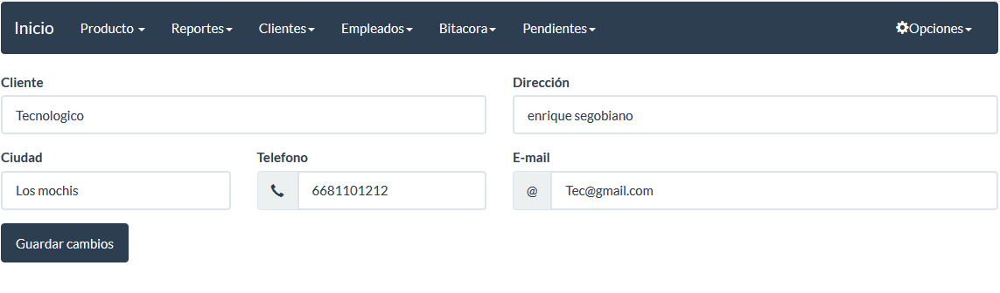 Inicio Producto Reportes Clientes Empleados Bitacora Pendientes Opciones
Cliente Dirección
Tecnologico enrique segobiano
Ciudad Telefono E-mail
Los mochis 6681101212 @ Tec@gmail.com
Guardar cambios